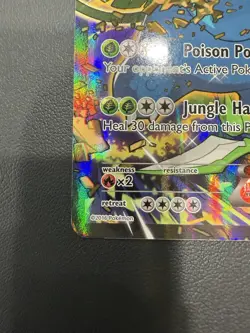 Poison Po
Your opponent's Active Pok
Jungle Ha
Heal 30 damage from this P
weakness
resistance
×2
retreat
©2016 Pokémon